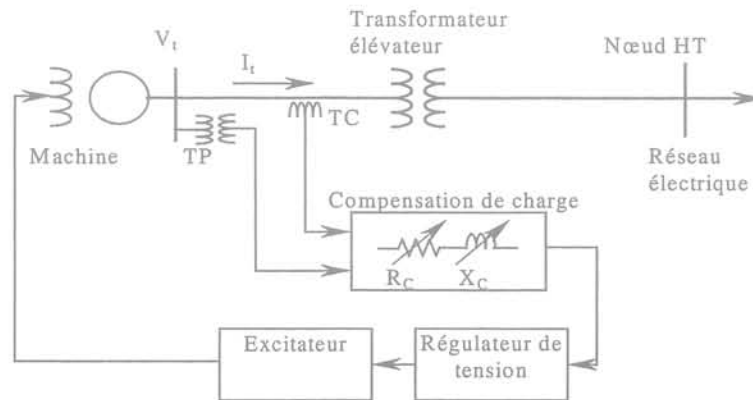 Transformateur
élévateur
V_t
I_t
Nœud HT
TC
Machine
TP
Réseau
électrique
Compensation de charge
R_C
X_C
Excitateur
Régulateur de
tension